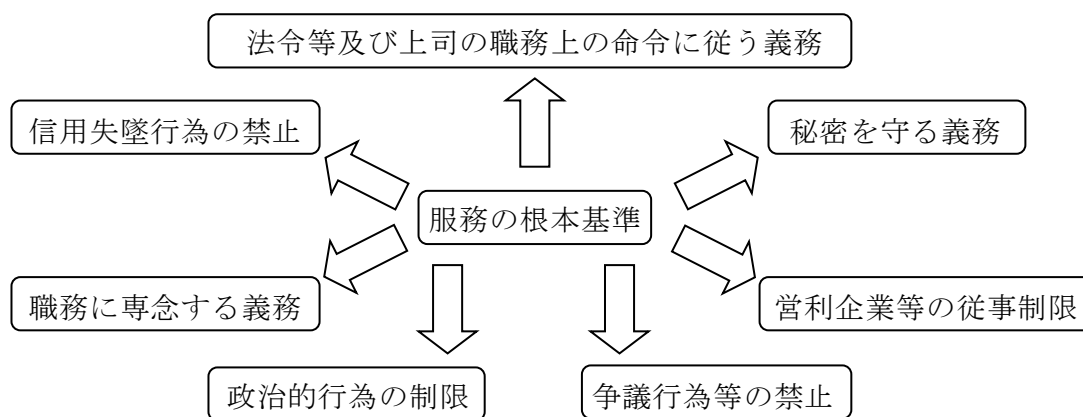 法令等及び上司の職務上の命令に従う義務
信用失墜行為の禁止
秘密を守る義務
服務の根本基準
職務に専念する義務
営利企業等の従事制限
政治的行為の制限
争議行為等の禁止